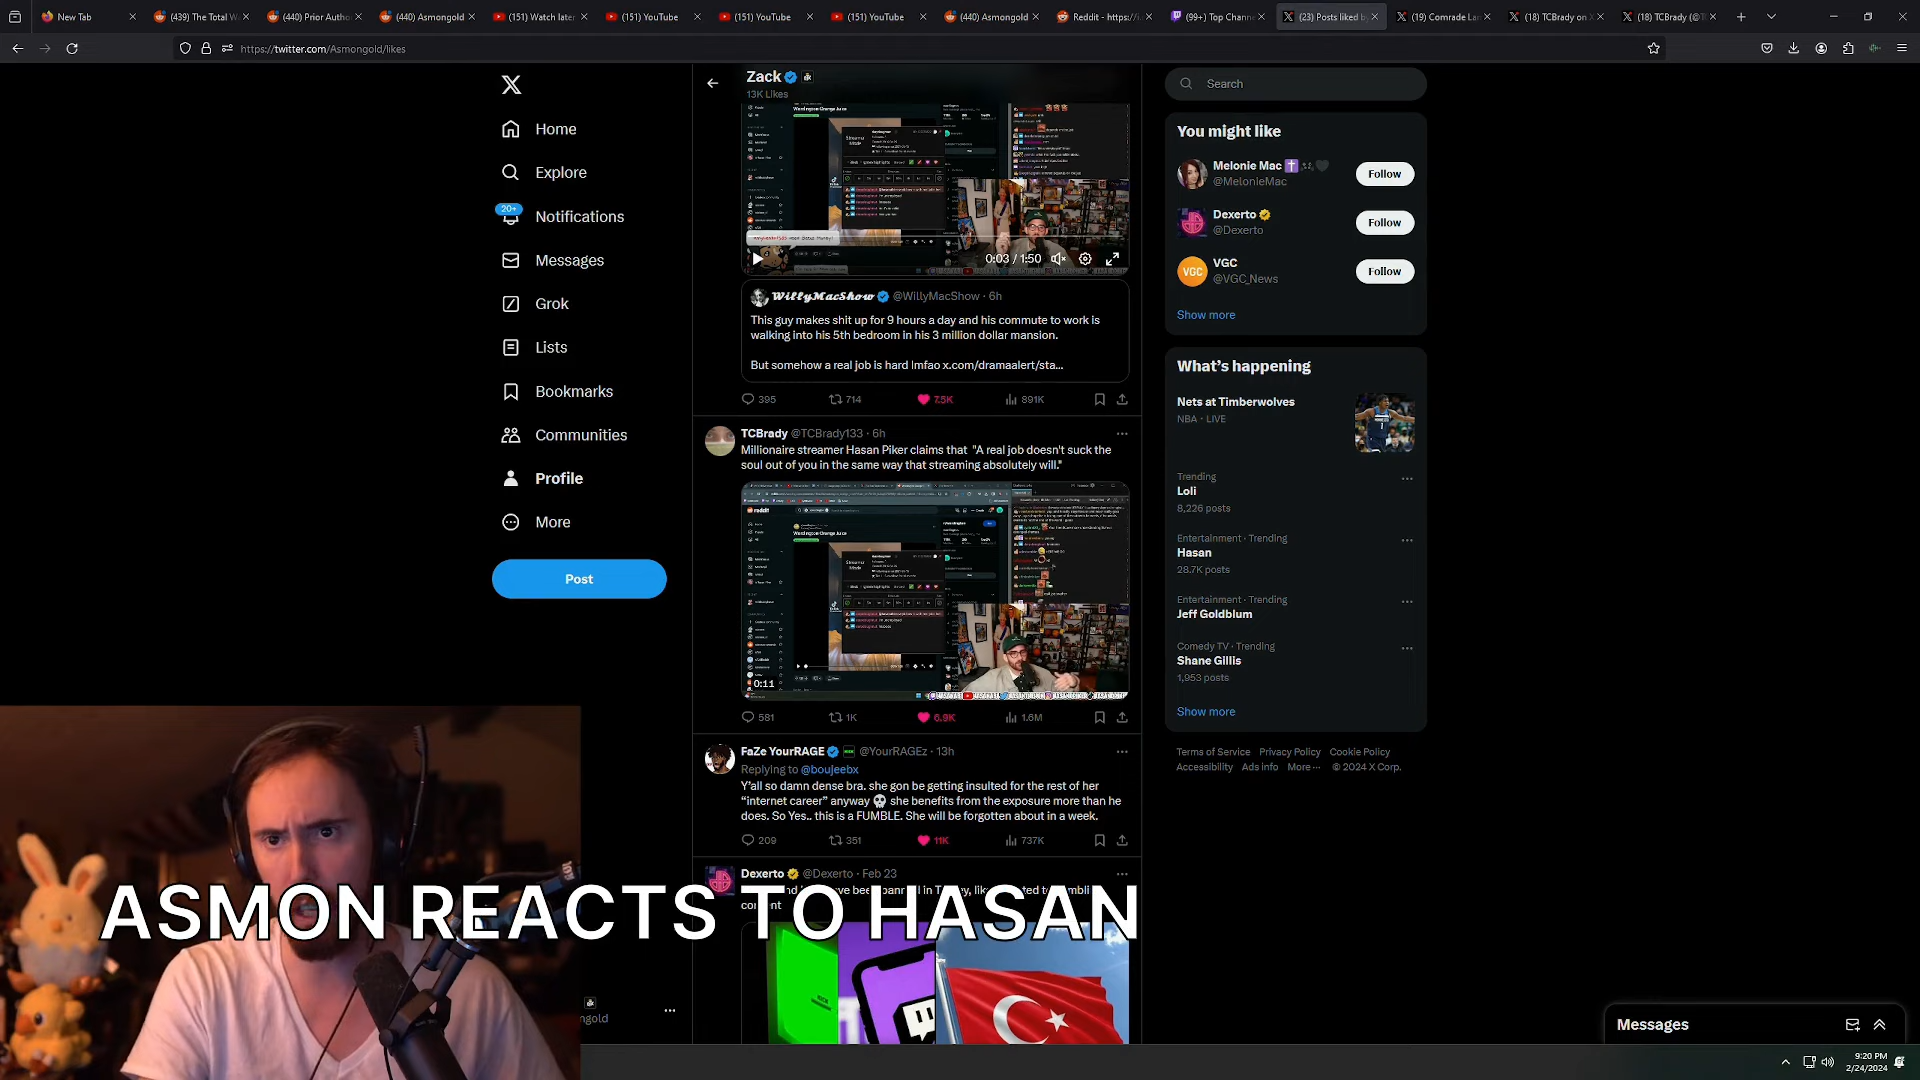 New Tab
(439) The Total W
(440) Prior Autho
(440) Asmongold
(151) Watch later
(151) YouTube
(151) YouTube
(151) YouTube
(440) Asmongold
Reddit - https://i.
(99+) Top Chann
(23) Posts liked b
(19) Comrade Lar
(18) TCBrady on X
(18) TCBrady (@T
https://twitter.com/Asmongold/likes
Home
Explore
20+
Notifications
Messages
Grok
Lists
Bookmarks
Communities
Profile
More
Post
Zack
13K Likes
0:03 / 1:50
WillyMacShow @WillyMacShow · 6h
This guy makes shit up for 9 hours a day and his commute to work is
walking into his 5th bedroom in his 3 million dollar mansion.
But somehow a real job is hard lmfao x.com/dramaalert/sta...
395 714 7.5K 891K
TCBrady @TCBrady133 · 6h
Millionaire streamer Hasan Piker claims that "A real job doesn't suck the
soul out of you in the same way that streaming absolutely will."
reddit
0:11
581 1K 6.9K 1.6M
FaZe YourRAGE @YourRAGEz · 13h
Replying to @boujeebx
Y'all so damn dense bra. she gon be getting insulted for the rest of her
“internet career” anyway 💀 she benefits from the exposure more than he
does. So Yes.. this is a FUMBLE. She will be forgotten about in a week.
209 351 11K 737K
Dexerto @Dexerto · Feb 23
ASMON REACTS TO HASAN
Search
You might like
Melonie Mac
@MelonieMac
Follow
Dexerto
@Dexerto
Follow
VGC
VGC
@VGC_News
Follow
Show more
What’s happening
Nets at Timberwolves
NBA · LIVE
Trending
Loli
8,226 posts
Entertainment · Trending
Hasan
28.7K posts
Entertainment · Trending
Jeff Goldblum
Comedy TV · Trending
Shane Gillis
1,953 posts
Show more
Terms of Service Privacy Policy Cookie Policy
Accessibility Ads info More ··· © 2024 X Corp.
Messages
9:20 PM
2/24/2024